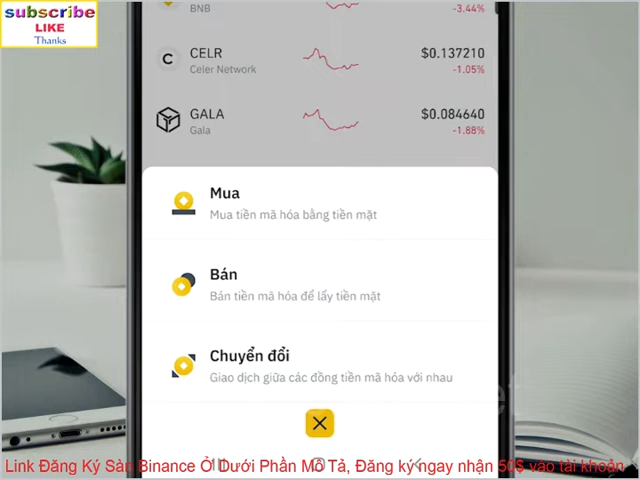 subscribe
LIKE
Thanks
BNB
-3.44%
CELR
$0.137210
Celer Network
-1.05%
GALA
$0.084640
Gala
-1.88%
Mua
Mua tiền mã hóa bằng tiền mặt
Bán
Bán tiền mã hóa để lấy tiền mặt
Chuyển đổi
Giao dịch giữa các đồng tiền mã hóa với nhau
Link Đăng Ký Sàn Binance Ở Dưới Phần Mô Tả, Đăng ký ngay nhận 50$ vào tài khoản